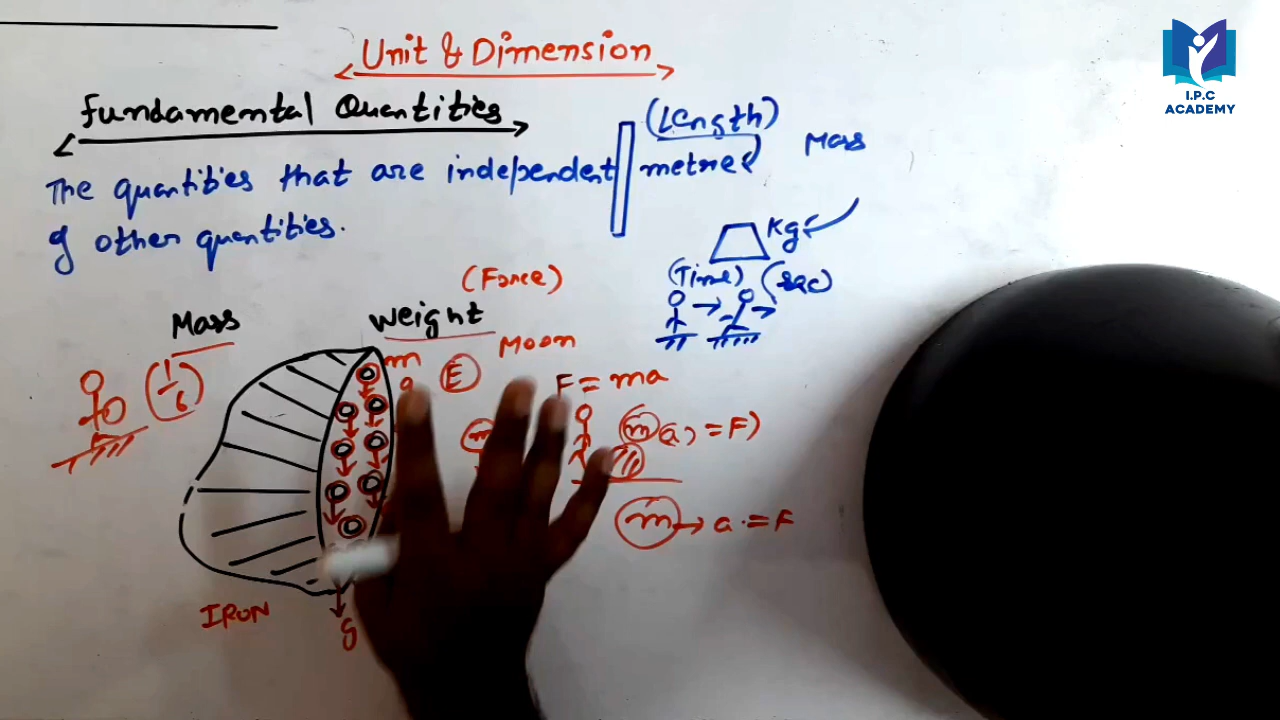 Unit & Dimension
I.P.C
ACADEMY
Fundamental Quantities
(Length)
Mass
The quantities that are independent
metre
of other quantities.
Kg
(Time)
(sec)
(Force)
Mass
Weight
Moon
m
E
(1/6)
F = ma
m
m a, = F)
m → a = F
IRON
g